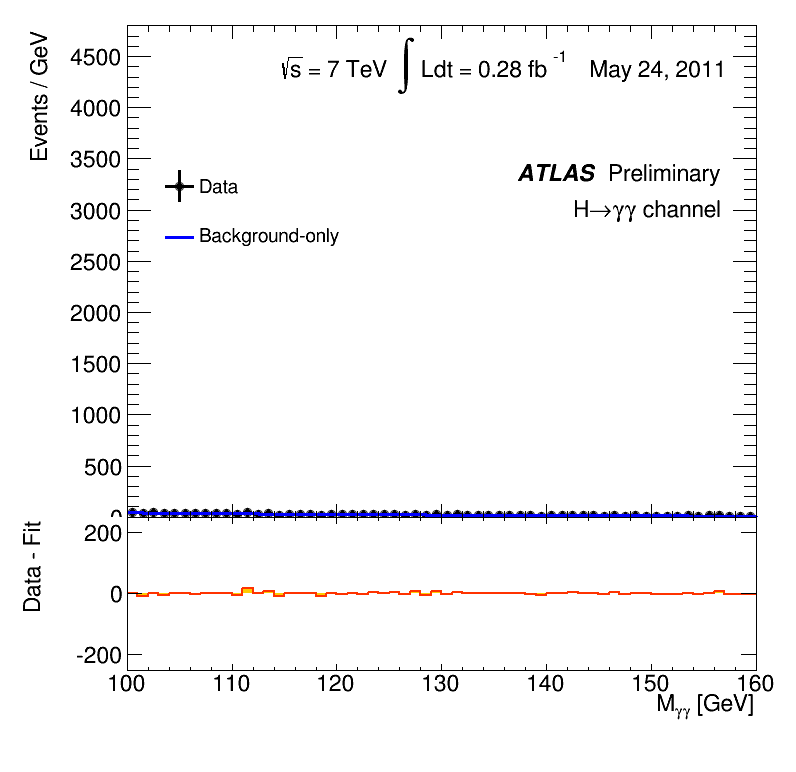 Events / GeV
4500
4000
3500
3000
2500
2000
1500
1000
500
0
√s = 7 TeV ∫ Ldt = 0.28 fb⁻¹ May 24, 2011
ATLAS Preliminary
H→γγ channel
Data
Background-only
Data - Fit
200
0
-200
100 110 120 130 140 150 160
Mγγ [GeV]